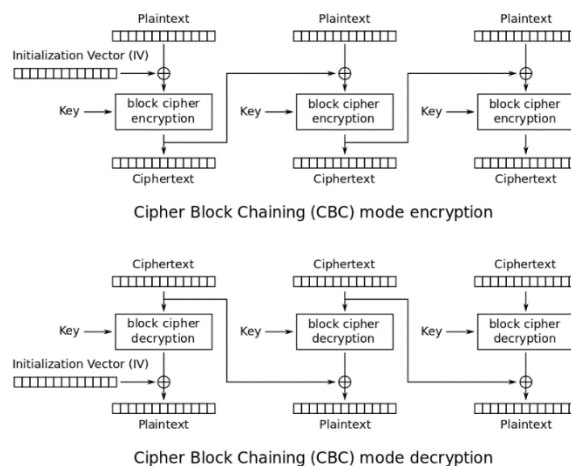 Plaintext Plaintext Plaintext
Initialization Vector (IV)
Key block cipher encryption Key block cipher encryption Key block cipher encryption
Ciphertext Ciphertext Ciphertext
Cipher Block Chaining (CBC) mode encryption
Ciphertext Ciphertext Ciphertext
Key block cipher decryption Key block cipher decryption Key block cipher decryption
Initialization Vector (IV)
Plaintext Plaintext Plaintext
Cipher Block Chaining (CBC) mode decryption